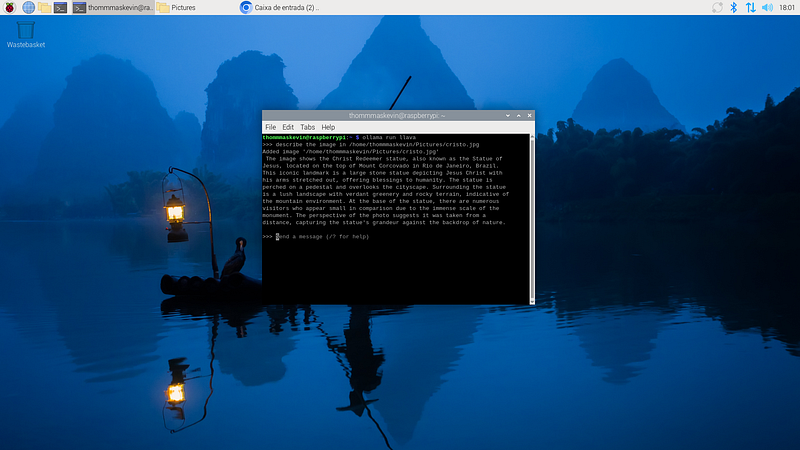 thommmaskevin@ra..
Pictures
Caixa de entrada (2) ..
18:01
Wastebasket
thommmaskevin@raspberrypi: ~
File Edit Tabs Help
thommmaskevin@raspberrypi:~ $ ollama run llava
>>> describe the image in /home/thommmaskevin/Pictures/cristo.jpg
Added image '/home/thommmaskevin/Pictures/cristo.jpg'
The image shows the Christ Redeemer statue, also known as the Statue of
Jesus, located on the top of Mount Corcovado in Rio de Janeiro, Brazil.
This iconic landmark is a large stone statue depicting Jesus Christ with
his arms stretched out, offering blessings to humanity. The statue is
perched on a pedestal and overlooks the cityscape. Surrounding the statue
is a lush landscape with verdant greenery and rocky terrain, indicative of
the mountain environment. At the base of the statue, there are numerous
visitors who appear small in comparison due to the immense scale of the
monument. The perspective of the photo suggests it was taken from a
distance, capturing the statue's grandeur against the backdrop of nature.
>>> Send a message (/? for help)